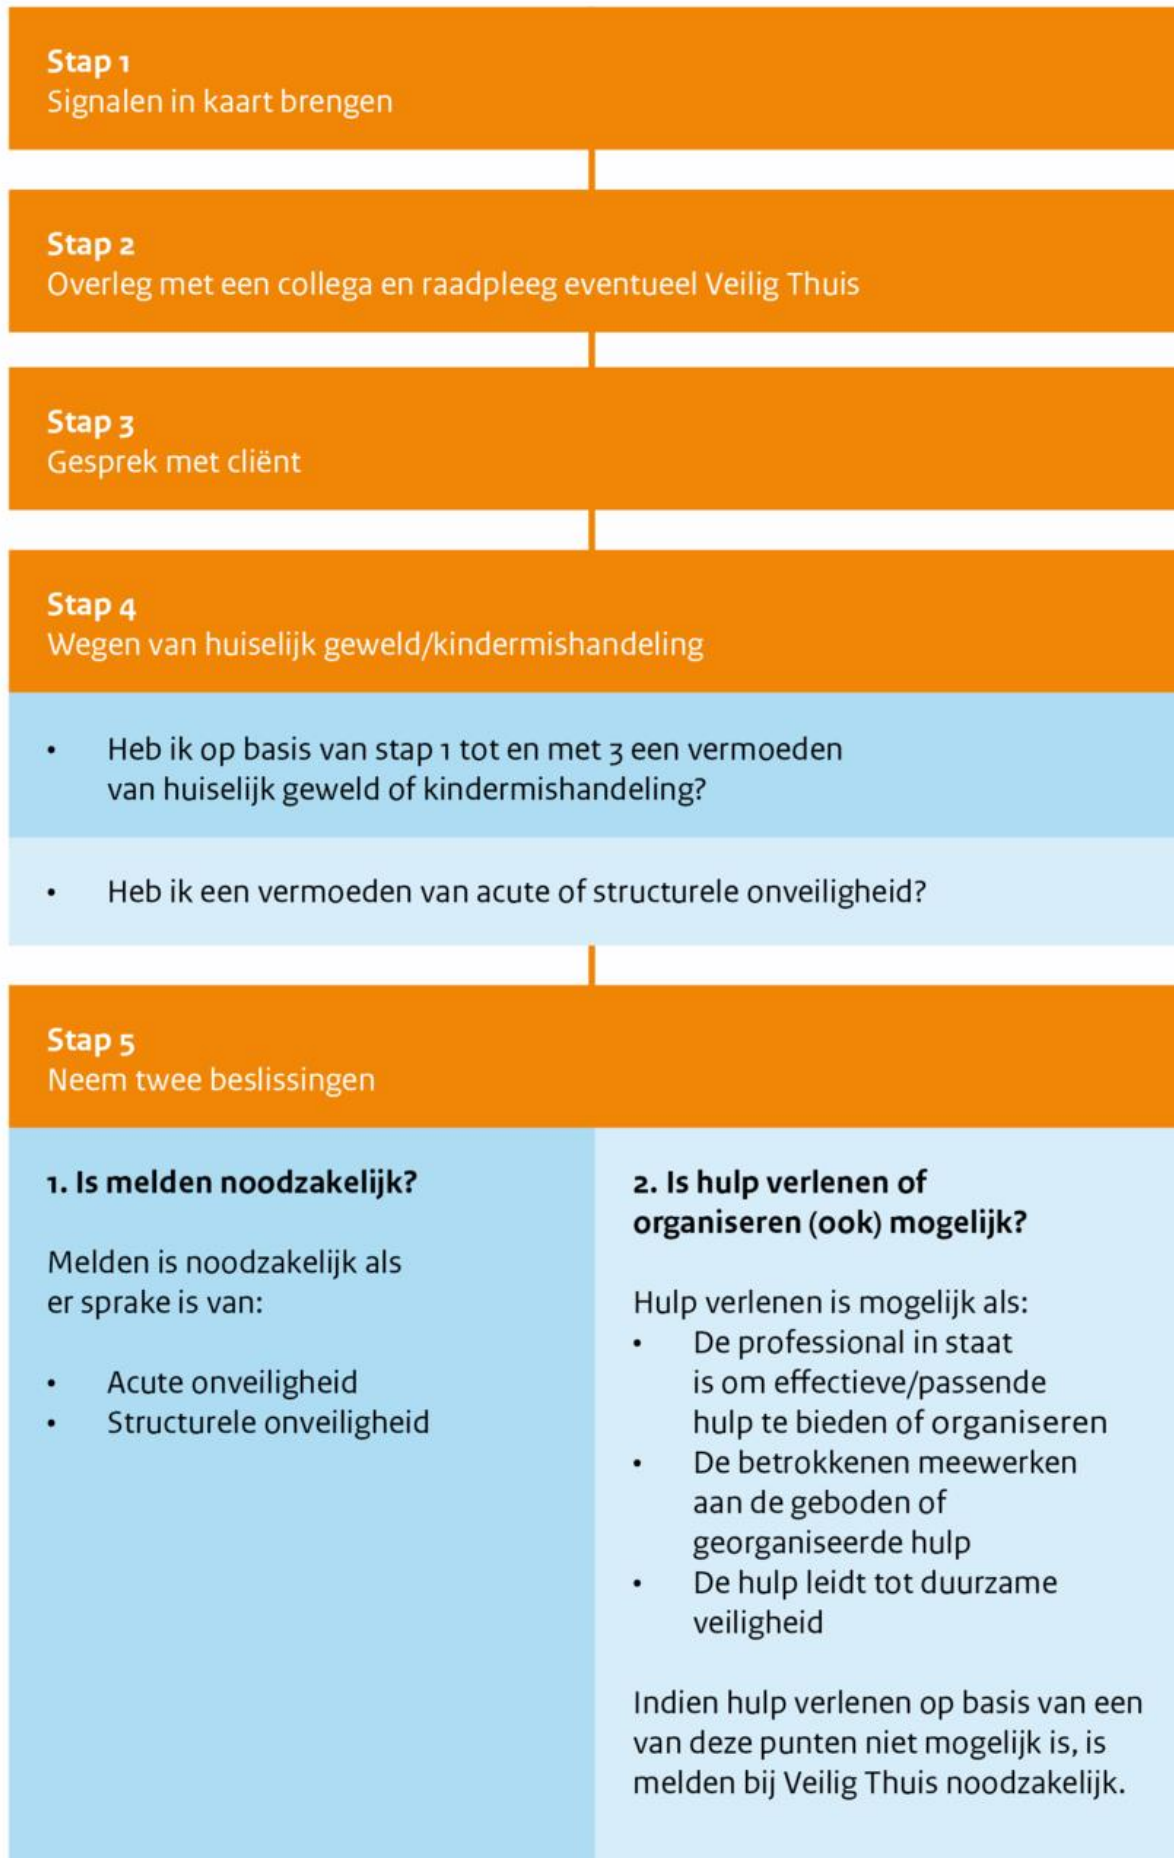 Stap 1
Signalen in kaart brengen
Stap 2
Overleg met een collega en raadpleeg eventueel Veilig Thuis
Stap 3
Gesprek met cliënt
Stap 4
Wegen van huiselijk geweld/kindermishandeling
• Heb ik op basis van stap 1 tot en met 3 een vermoeden
van huiselijk geweld of kindermishandeling?
• Heb ik een vermoeden van acute of structurele onveiligheid?
Stap 5
Neem twee beslissingen
1. Is melden noodzakelijk?
Melden is noodzakelijk als
er sprake is van:
• Acute onveiligheid
• Structurele onveiligheid
2. Is hulp verlenen of
organiseren (ook) mogelijk?
Hulp verlenen is mogelijk als:
• De professional in staat
is om effectieve/passende
hulp te bieden of organiseren
• De betrokkenen meewerken
aan de geboden of
georganiseerde hulp
• De hulp leidt tot duurzame
veiligheid
Indien hulp verlenen op basis van een
van deze punten niet mogelijk is, is
melden bij Veilig Thuis noodzakelijk.